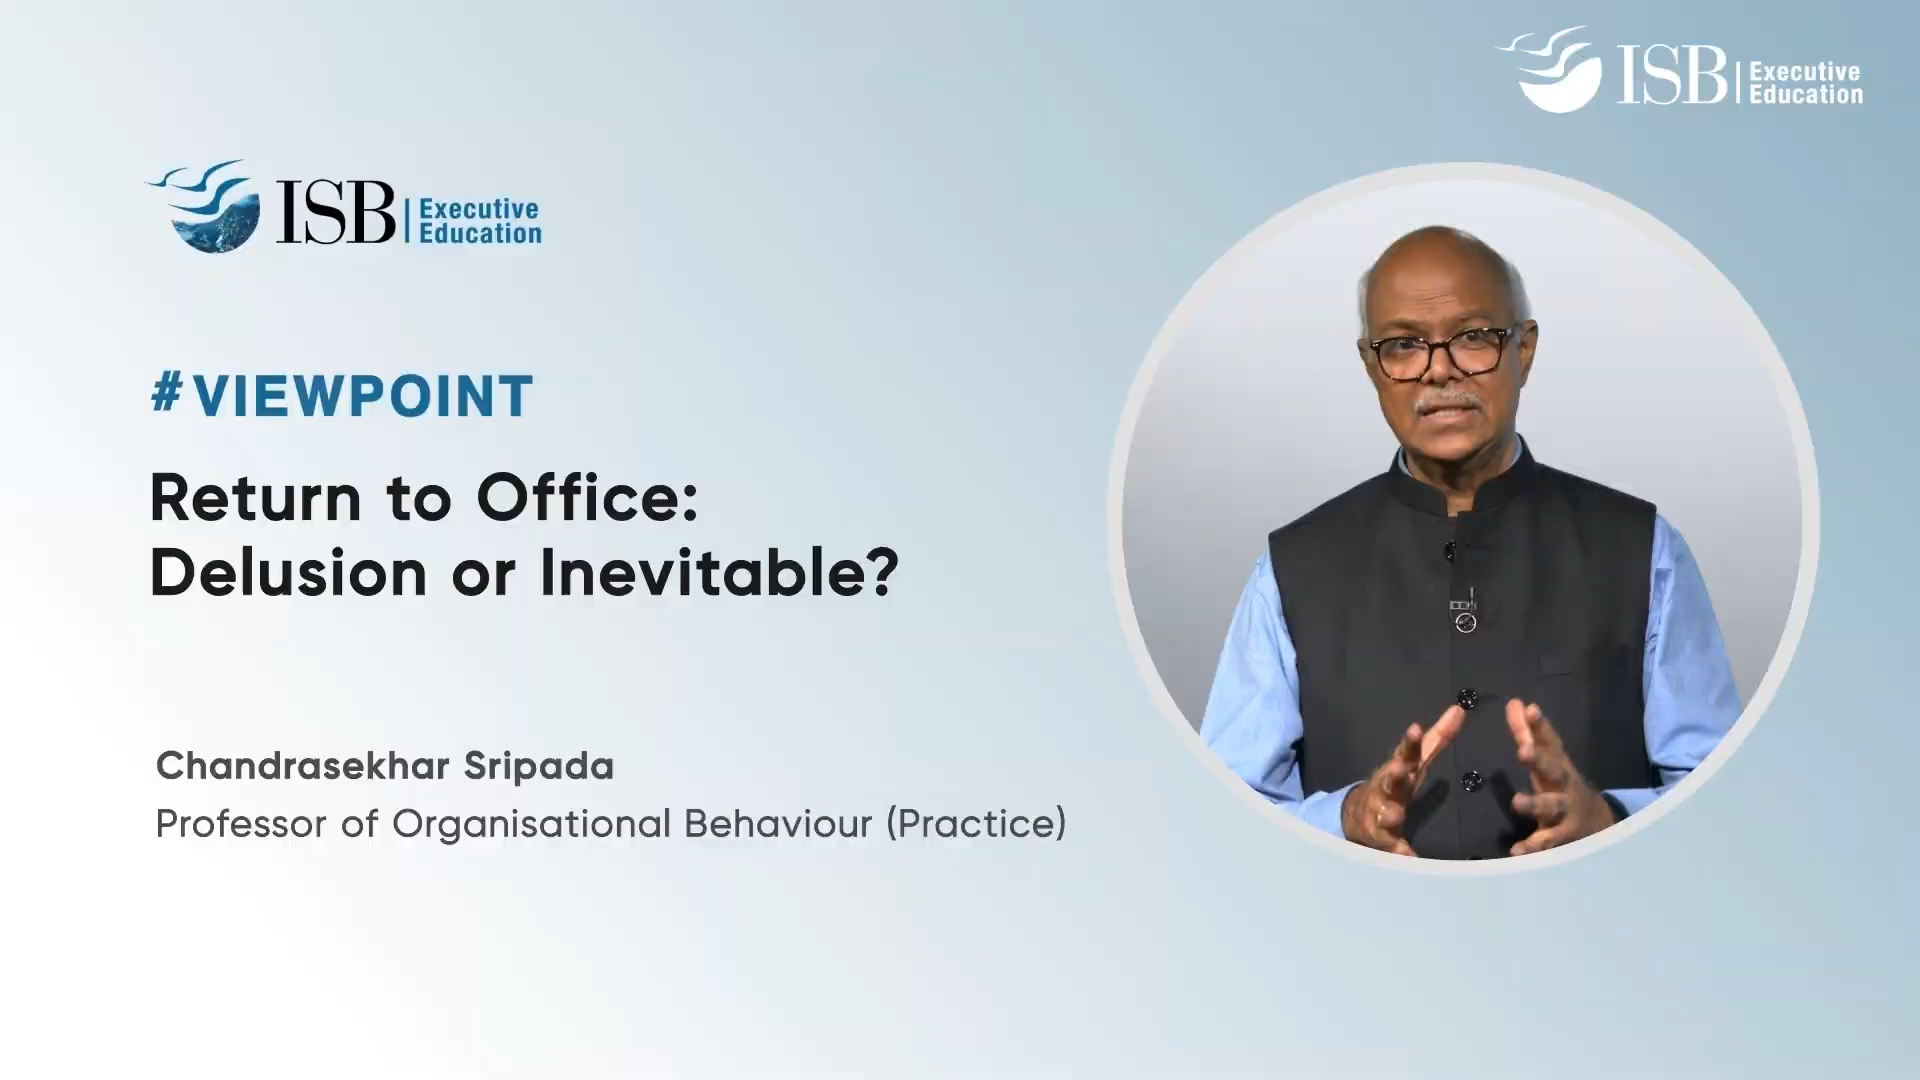 ISB | Executive
Education
ISB | Executive
Education
#VIEWPOINT
Return to Office:
Delusion or Inevitable?
Chandrasekhar Sripada
Professor of Organisational Behaviour (Practice)